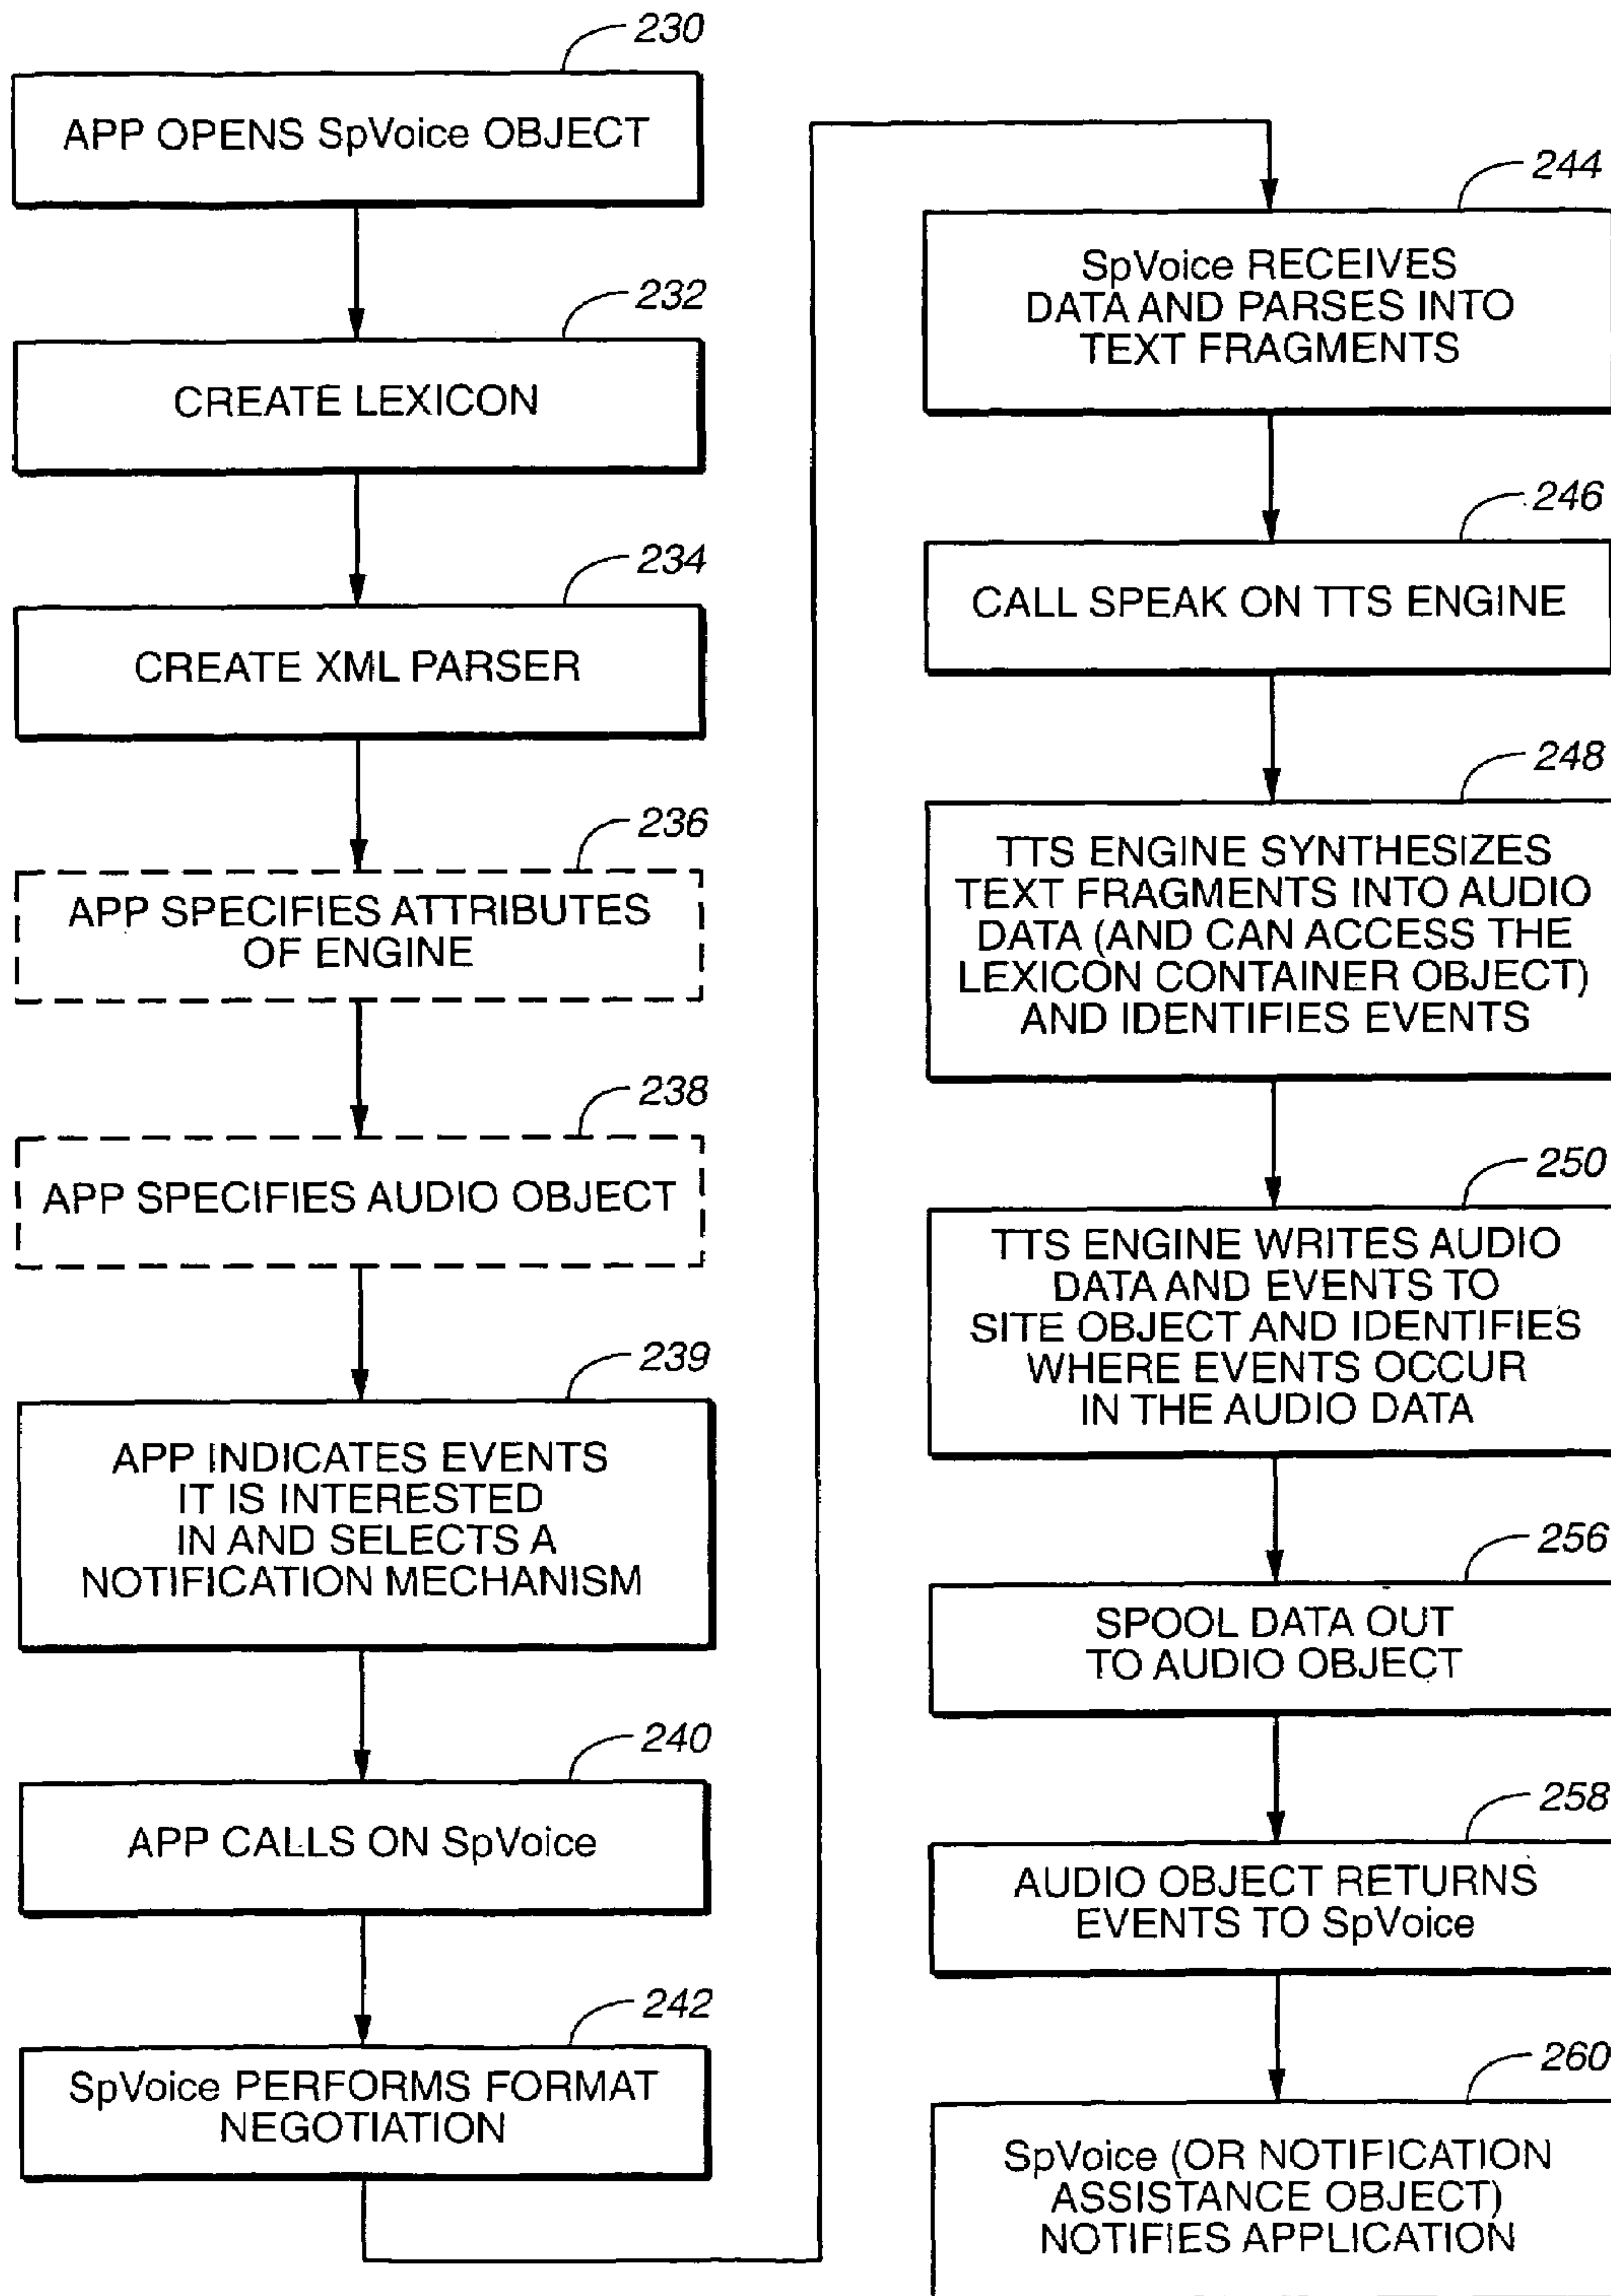 230
APP OPENS SpVoice OBJECT
232
CREATE LEXICON
234
CREATE XML PARSER
236
APP SPECIFIES ATTRIBUTES
OF ENGINE
238
APP SPECIFIES AUDIO OBJECT
239
APP INDICATES EVENTS
IT IS INTERESTED
IN AND SELECTS A
NOTIFICATION MECHANISM
240
APP CALLS ON SpVoice
242
SpVoice PERFORMS FORMAT
NEGOTIATION
244
SpVoice RECEIVES
DATA AND PARSES INTO
TEXT FRAGMENTS
246
CALL SPEAK ON TTS ENGINE
248
TTS ENGINE SYNTHESIZES
TEXT FRAGMENTS INTO AUDIO
DATA (AND CAN ACCESS THE
LEXICON CONTAINER OBJECT)
AND IDENTIFIES EVENTS
250
TTS ENGINE WRITES AUDIO
DATA AND EVENTS TO
SITE OBJECT AND IDENTIFIES
WHERE EVENTS OCCUR
IN THE AUDIO DATA
256
SPOOL DATA OUT
TO AUDIO OBJECT
258
AUDIO OBJECT RETURNS
EVENTS TO SpVoice
260
SpVoice (OR NOTIFICATION
ASSISTANCE OBJECT)
NOTIFIES APPLICATION